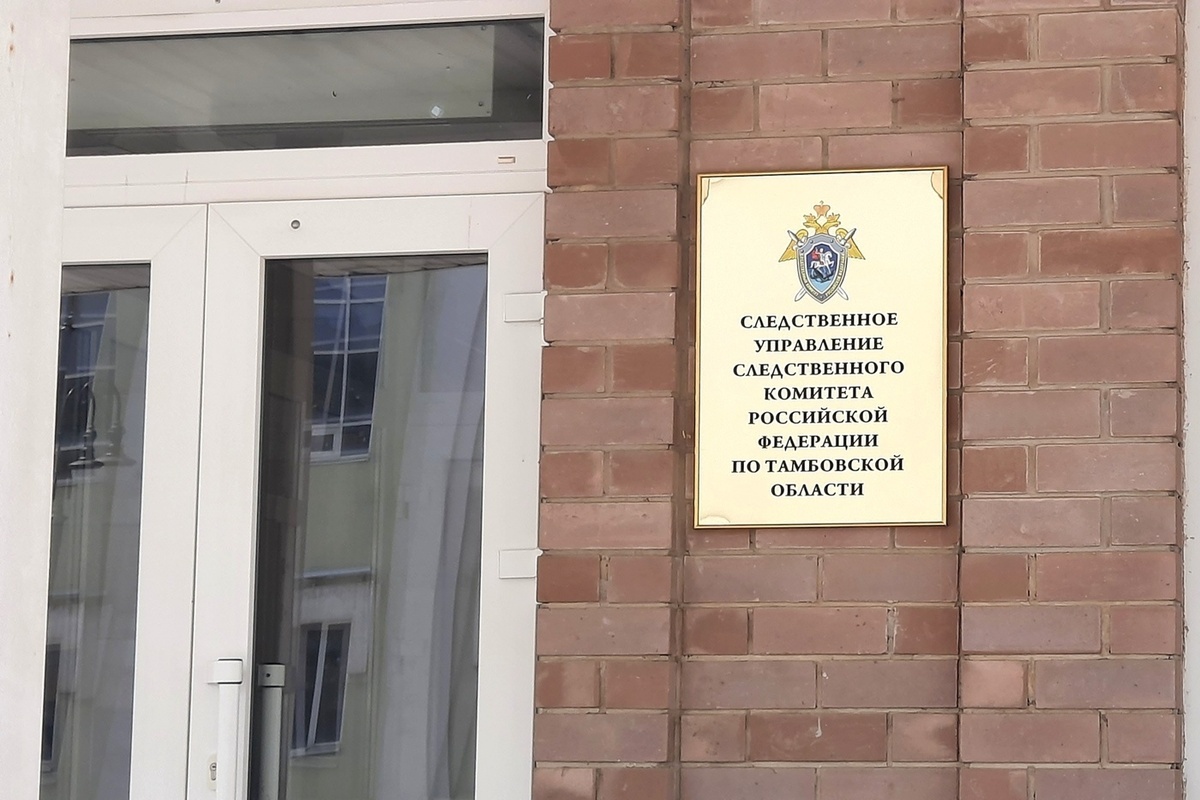 СЛЕДСТВЕННОЕ
УПРАВЛЕНИЕ
СЛЕДСТВЕННОГО
КОМИТЕТА
РОССИЙСКОЙ
ФЕДЕРАЦИИ
ПО ТАМБОВСКОЙ
ОБЛАСТИ